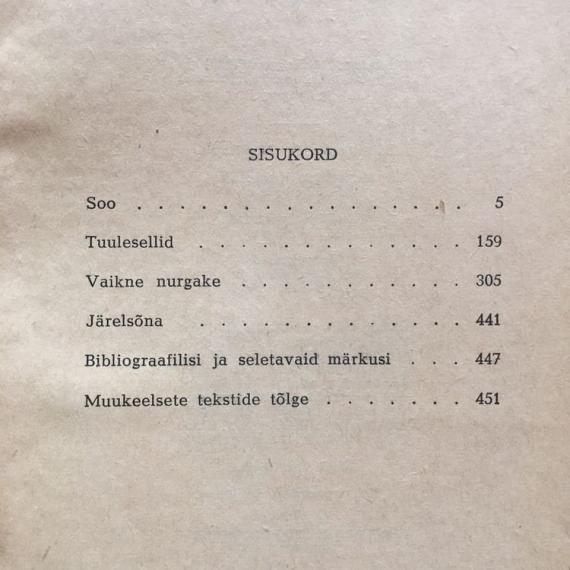 SISUKORD
Soo . . . . . . . . . . . . . . . . 5
Tuulesellid . . . . . . . . . . . . 159
Vaikne nurgake . . . . . . . . . . 305
Järelsõna . . . . . . . . . . . . 441
Bibliograafilisi ja seletavaid märkusi . . . 447
Muukeelsete tekstide tõlge . . . . . . . 451